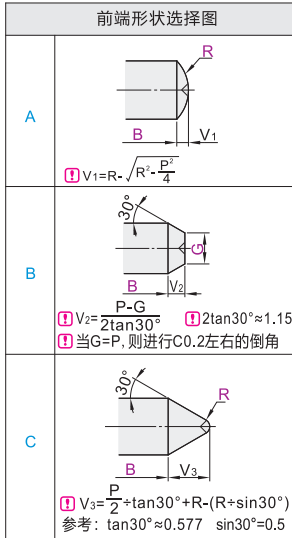 前端形状选择图
A
R
B
V1
V1=R-√R²-P²/4
B
30°
G
B
V2
V2=P-G/2tan30° 2tan30°≈1.15
当G=P, 则进行C0.2左右的倒角
C
30°
R
B
V3
V3=P/2÷tan30°+R-(R÷sin30°)
参考：tan30°≈0.577 sin30°=0.5